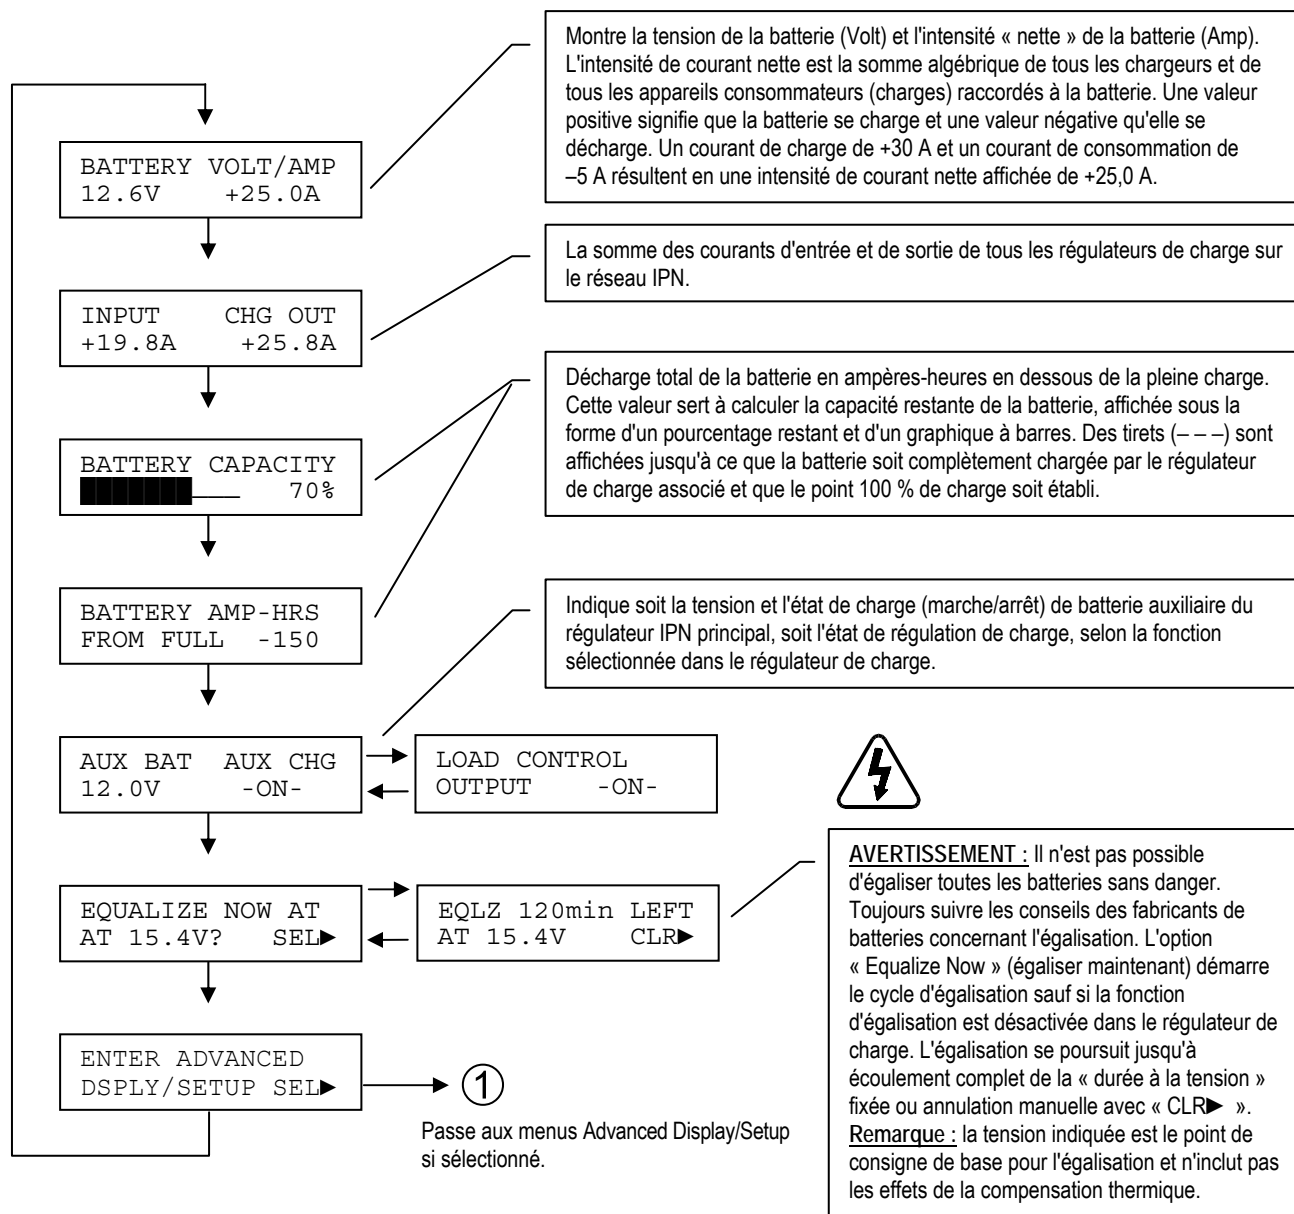 Montre la tension de la batterie (Volt) et l'intensité « nette » de la batterie (Amp).
L'intensité de courant nette est la somme algébrique de tous les chargeurs et de
tous les appareils consommateurs (charges) raccordés à la batterie. Une valeur
positive signifie que la batterie se charge et une valeur négative qu'elle se
décharge. Un courant de charge de +30 A et un courant de consommation de
–5 A résultent en une intensité de courant nette affichée de +25,0 A.
BATTERY VOLT/AMP
12.6V +25.0A
La somme des courants d'entrée et de sortie de tous les régulateurs de charge sur
le réseau IPN.
INPUT CHG OUT
+19.8A +25.8A
Décharge total de la batterie en ampères-heures en dessous de la pleine charge.
Cette valeur sert à calculer la capacité restante de la batterie, affichée sous la
forme d'un pourcentage restant et d'un graphique à barres. Des tirets (– – –) sont
affichées jusqu'à ce que la batterie soit complètement chargée par le régulateur
de charge associé et que le point 100 % de charge soit établi.
BATTERY CAPACITY
███████___ 70%
BATTERY AMP-HRS
FROM FULL -150
Indique soit la tension et l'état de charge (marche/arrêt) de batterie auxiliaire du
régulateur IPN principal, soit l'état de régulation de charge, selon la fonction
sélectionnée dans le régulateur de charge.
AUX BAT AUX CHG
12.0V -ON-
LOAD CONTROL
OUTPUT -ON-
EQUALIZE NOW AT
AT 15.4V? SEL►
EQLZ 120min LEFT
AT 15.4V CLR►
AVERTISSEMENT : Il n'est pas possible
d'égaliser toutes les batteries sans danger.
Toujours suivre les conseils des fabricants de
batteries concernant l'égalisation. L'option
« Equalize Now » (égaliser maintenant) démarre
le cycle d'égalisation sauf si la fonction
d'égalisation est désactivée dans le régulateur de
charge. L'égalisation se poursuit jusqu'à
écoulement complet de la « durée à la tension »
fixée ou annulation manuelle avec « CLR► ».
Remarque : la tension indiquée est le point de
consigne de base pour l'égalisation et n'inclut pas
les effets de la compensation thermique.
ENTER ADVANCED
DSPLY/SETUP SEL►
1
Passe aux menus Advanced Display/Setup
si sélectionné.